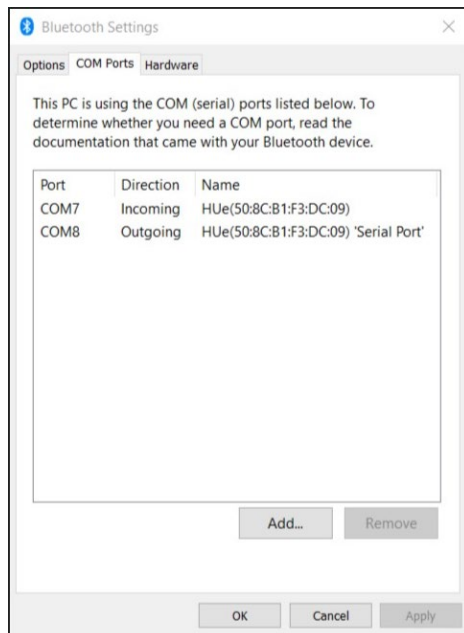 Bluetooth Settings
Options COM Ports Hardware
This PC is using the COM (serial) ports listed below. To
determine whether you need a COM port, read the
documentation that came with your Bluetooth device.
Port Direction Name
COM7 Incoming HUe(50:8C:B1:F3:DC:09)
COM8 Outgoing HUe(50:8C:B1:F3:DC:09) 'Serial Port'
Add... Remove
OK Cancel Apply